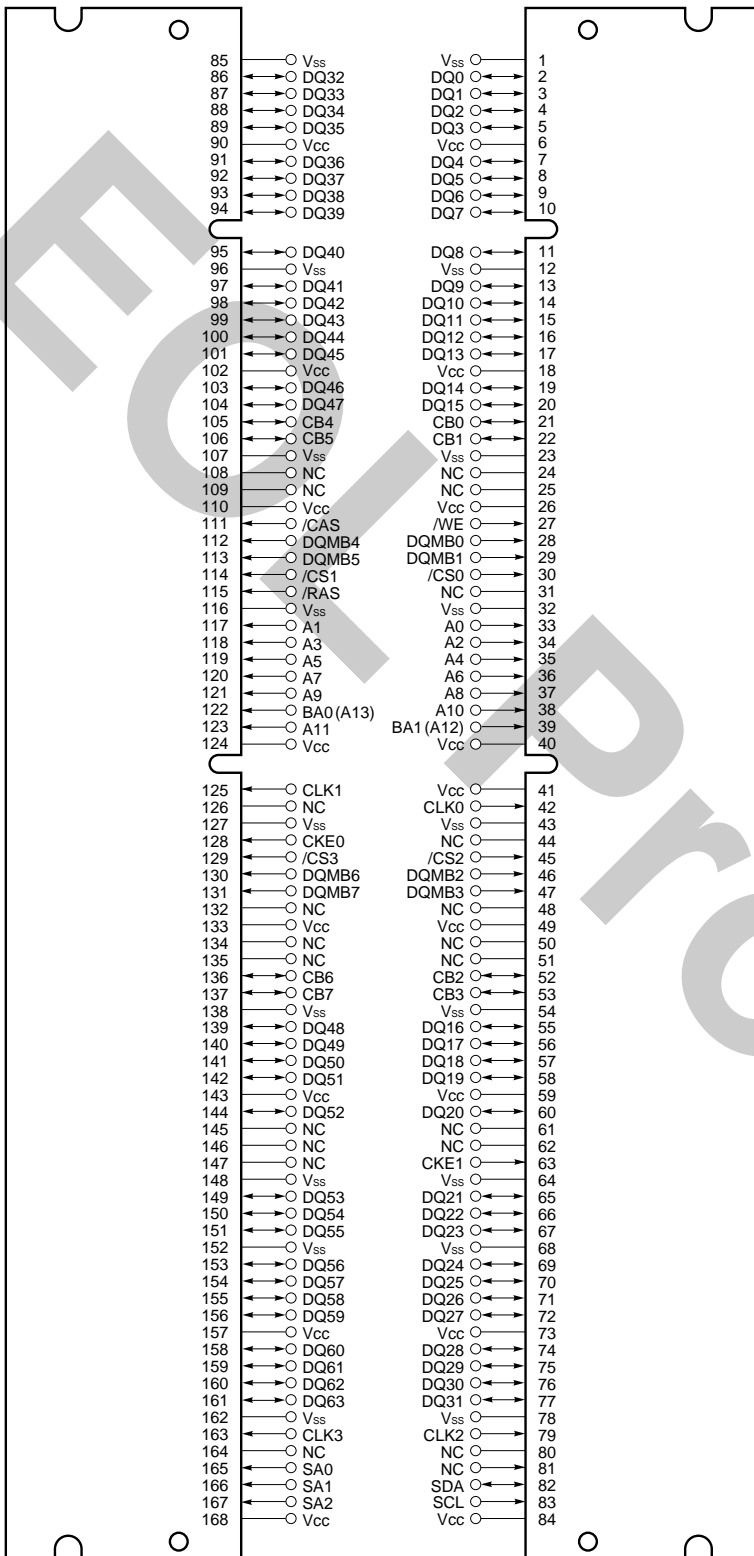 85 Vss Vss 1
86 DQ32 DQ0 2
87 DQ33 DQ1 3
88 DQ34 DQ2 4
89 DQ35 DQ3 5
90 Vcc Vcc 6
91 DQ36 DQ4 7
92 DQ37 DQ5 8
93 DQ38 DQ6 9
94 DQ39 DQ7 10
95 DQ40 DQ8 11
96 Vss Vss 12
97 DQ41 DQ9 13
98 DQ42 DQ10 14
99 DQ43 DQ11 15
100 DQ44 DQ12 16
101 DQ45 DQ13 17
102 Vcc Vcc 18
103 DQ46 DQ14 19
104 DQ47 DQ15 20
105 CB4 CB0 21
106 CB5 CB1 22
107 Vss Vss 23
108 NC NC 24
109 NC NC 25
110 Vcc Vcc 26
111 /CAS /WE 27
112 DQMB4 DQMB0 28
113 DQMB5 DQMB1 29
114 /CS1 /CS0 30
115 /RAS NC 31
116 Vss Vss 32
117 A1 A0 33
118 A3 A2 34
119 A5 A4 35
120 A7 A6 36
121 A9 A8 37
122 BA0 (A13) A10 38
123 A11 BA1 (A12) 39
124 Vcc Vcc 40
125 CLK1 Vcc 41
126 NC CLK0 42
127 Vss Vss 43
128 CKE0 NC 44
129 /CS3 /CS2 45
130 DQMB6 DQMB2 46
131 DQMB7 DQMB3 47
132 NC NC 48
133 Vcc Vcc 49
134 NC NC 50
135 NC NC 51
136 CB6 CB2 52
137 CB7 CB3 53
138 Vss Vss 54
139 DQ48 DQ16 55
140 DQ49 DQ17 56
141 DQ50 DQ18 57
142 DQ51 DQ19 58
143 Vcc Vcc 59
144 DQ52 DQ20 60
145 NC NC 61
146 NC NC 62
147 NC CKE1 63
148 Vss Vss 64
149 DQ53 DQ21 65
150 DQ54 DQ22 66
151 DQ55 DQ23 67
152 Vss Vss 68
153 DQ56 DQ24 69
154 DQ57 DQ25 70
155 DQ58 DQ26 71
156 DQ59 DQ27 72
157 Vcc Vcc 73
158 DQ60 DQ28 74
159 DQ61 DQ29 75
160 DQ62 DQ30 76
161 DQ63 DQ31 77
162 Vss Vss 78
163 CLK3 CLK2 79
164 NC NC 80
165 SA0 NC 81
166 SA1 SDA 82
167 SA2 SCL 83
168 Vcc Vcc 84
EOL Pro